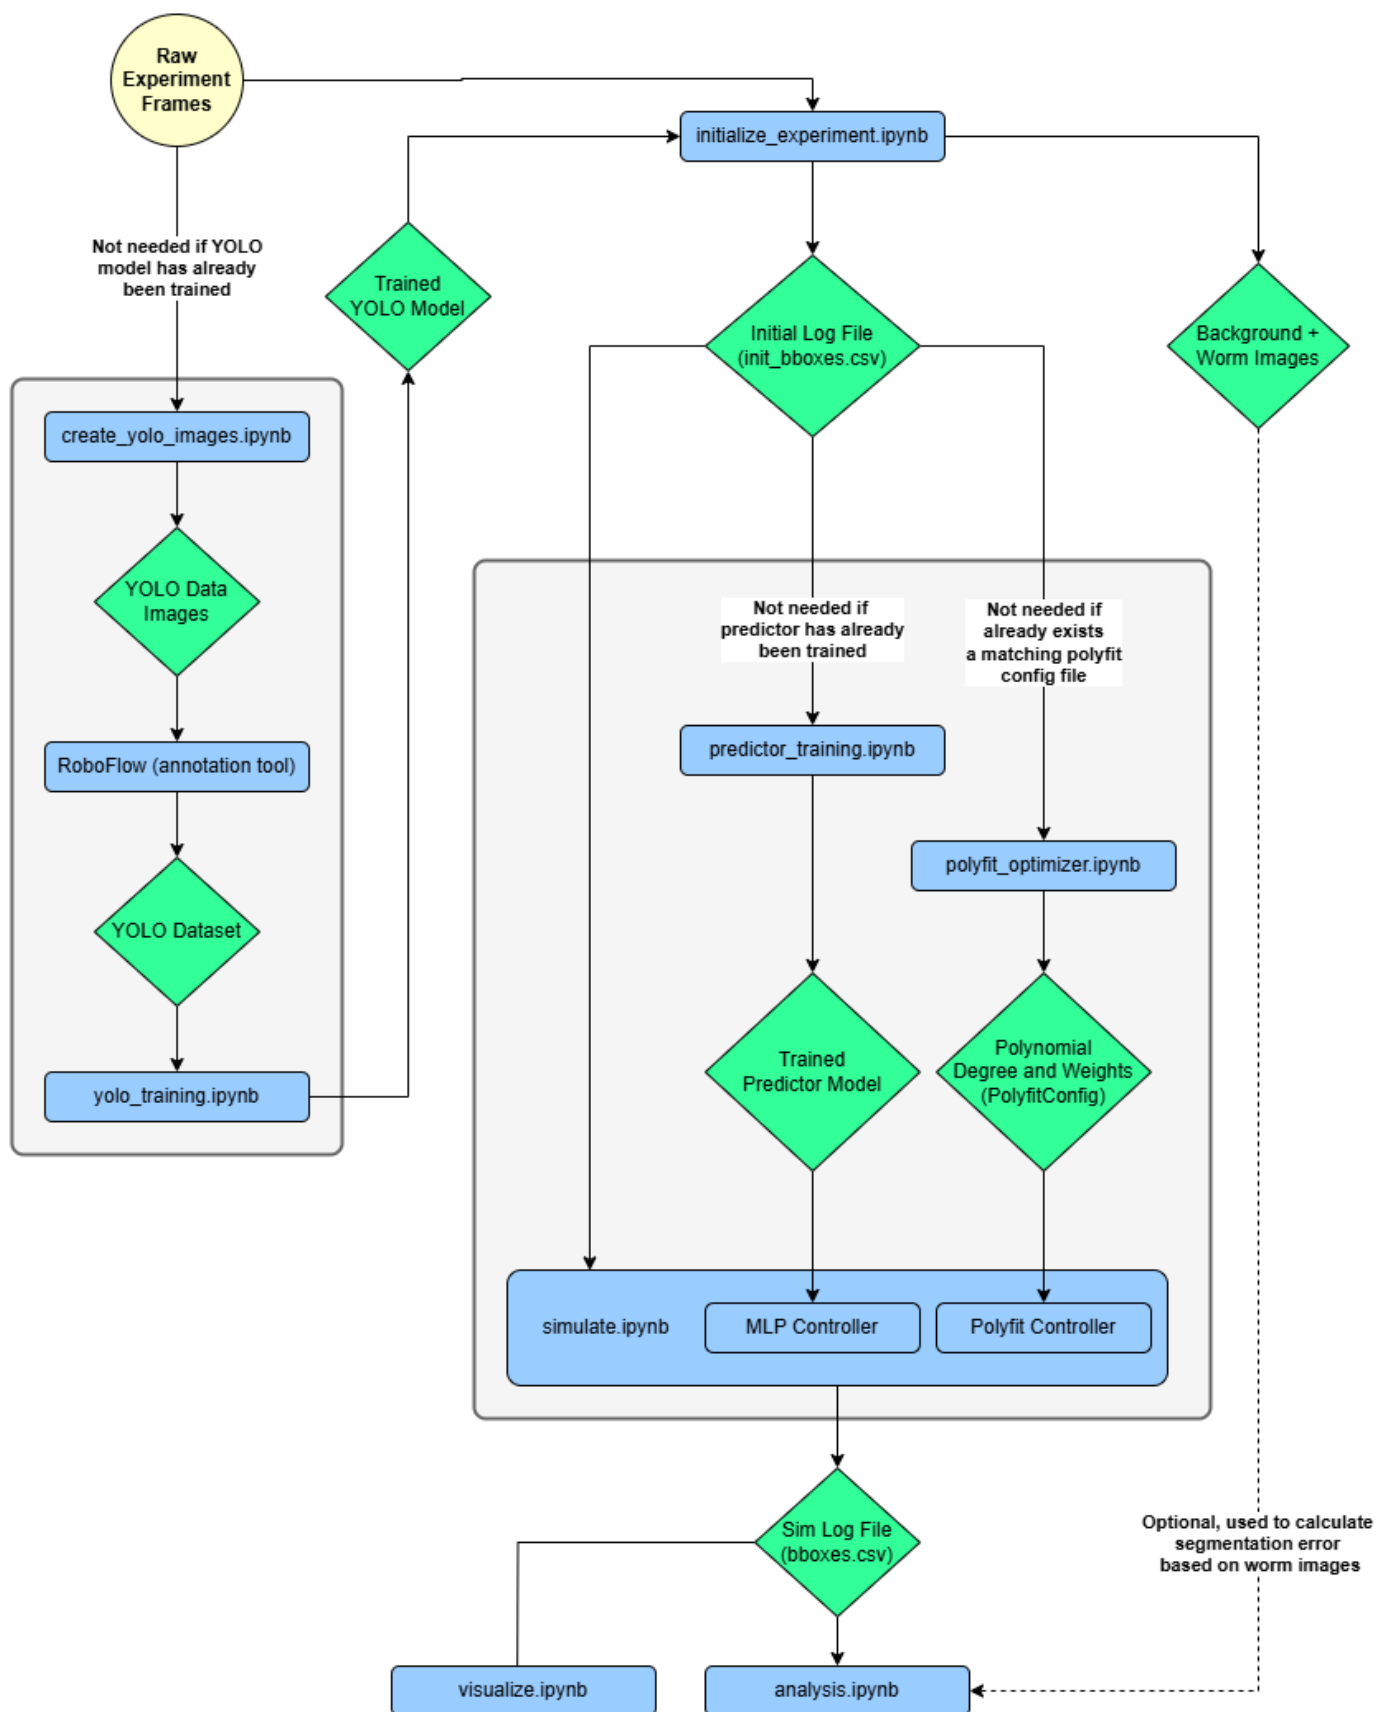 Raw
Experiment
Frames
initialize_experiment.ipynb
Not needed if YOLO
model has already
been trained
Trained
YOLO Model
Initial Log File
(init_bboxes.csv)
Background +
Worm Images
create_yolo_images.ipynb
YOLO Data
Images
Not needed if
predictor has already
been trained
Not needed if
already exists
a matching polyfit
config file
RoboFlow (annotation tool)
predictor_training.ipynb
polyfit_optimizer.ipynb
YOLO Dataset
yolo_training.ipynb
Trained
Predictor Model
Polynomial
Degree and Weights
(PolyfitConfig)
simulate.ipynb
MLP Controller
Polyfit Controller
Sim Log File
(bboxes.csv)
Optional, used to calculate
segmentation error
based on worm images
visualize.ipynb
analysis.ipynb